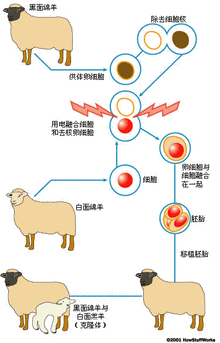 黑面绵羊
除去细胞核
供体卵细胞
用电融合细胞
和去核卵细胞
卵细胞与
细胞融合
在一起
细胞
白面绵羊
胚胎
移植胚胎
黑面绵羊与
白面羔羊
（克隆体）
©2001 HowStuffWorks